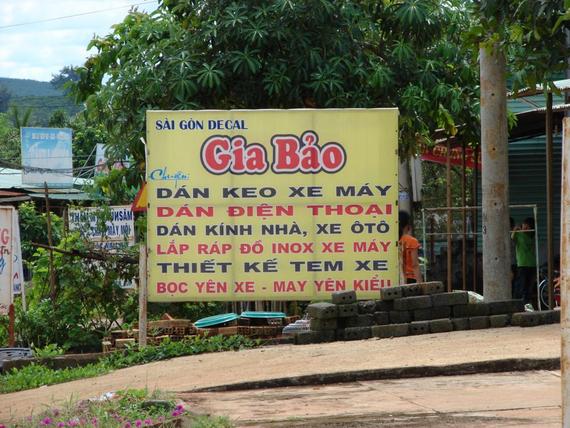 SÀI GÒN DECAL
Gia Bảo
Chuyên:
DÁN KEO XE MÁY
DÁN ĐIỆN THOẠI
DÁN KÍNH NHÀ, XE ÔTÔ
LẮP RÁP ĐỒ INOX XE MÁY
THIẾT KẾ TEM XE
BỌC YÊN XE - MAY YÊN KIỂU